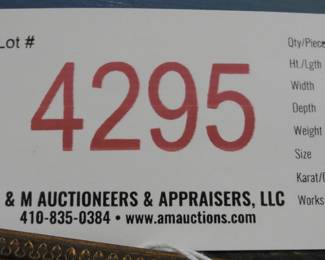 Lot #
4295
& M AUCTIONEERS & APPRAISERS, LLC
410-835-0384 • www.amauctions.com
Qty/Piece
Ht./Lgth
Width
Depth
Weight
Size
Karat/
Works